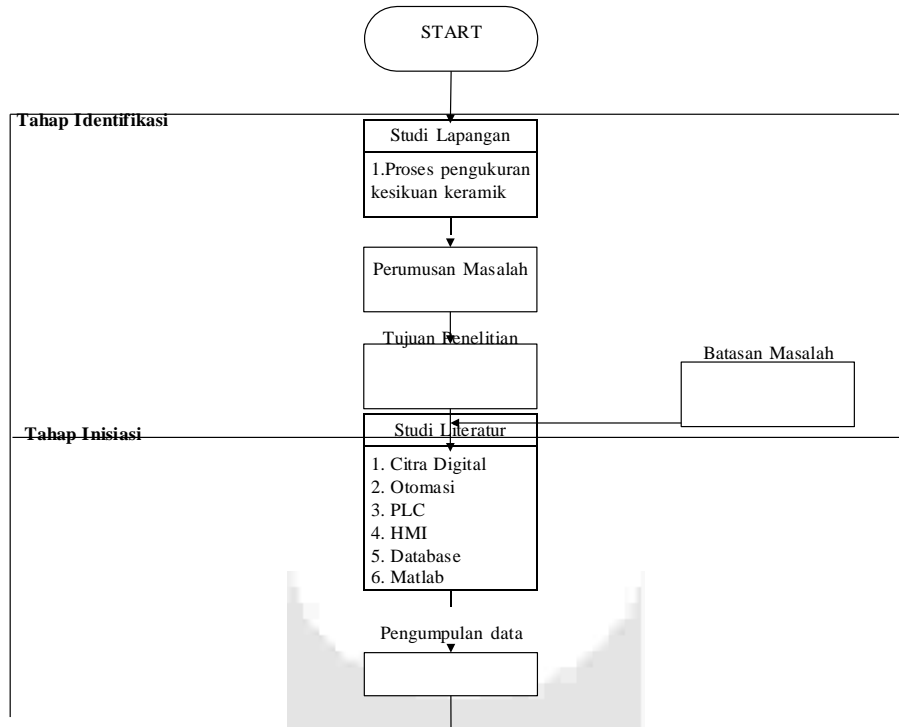 START
Tahap Identifikasi
Studi Lapangan
1.Proses pengukuran
kesikuan keramik
Perumusan Masalah
Tujuan Penelitian
Batasan Masalah
Tahap Inisiasi
Studi Literatur
1. Citra Digital
2. Otomasi
3. PLC
4. HMI
5. Database
6. Matlab
Pengumpulan data